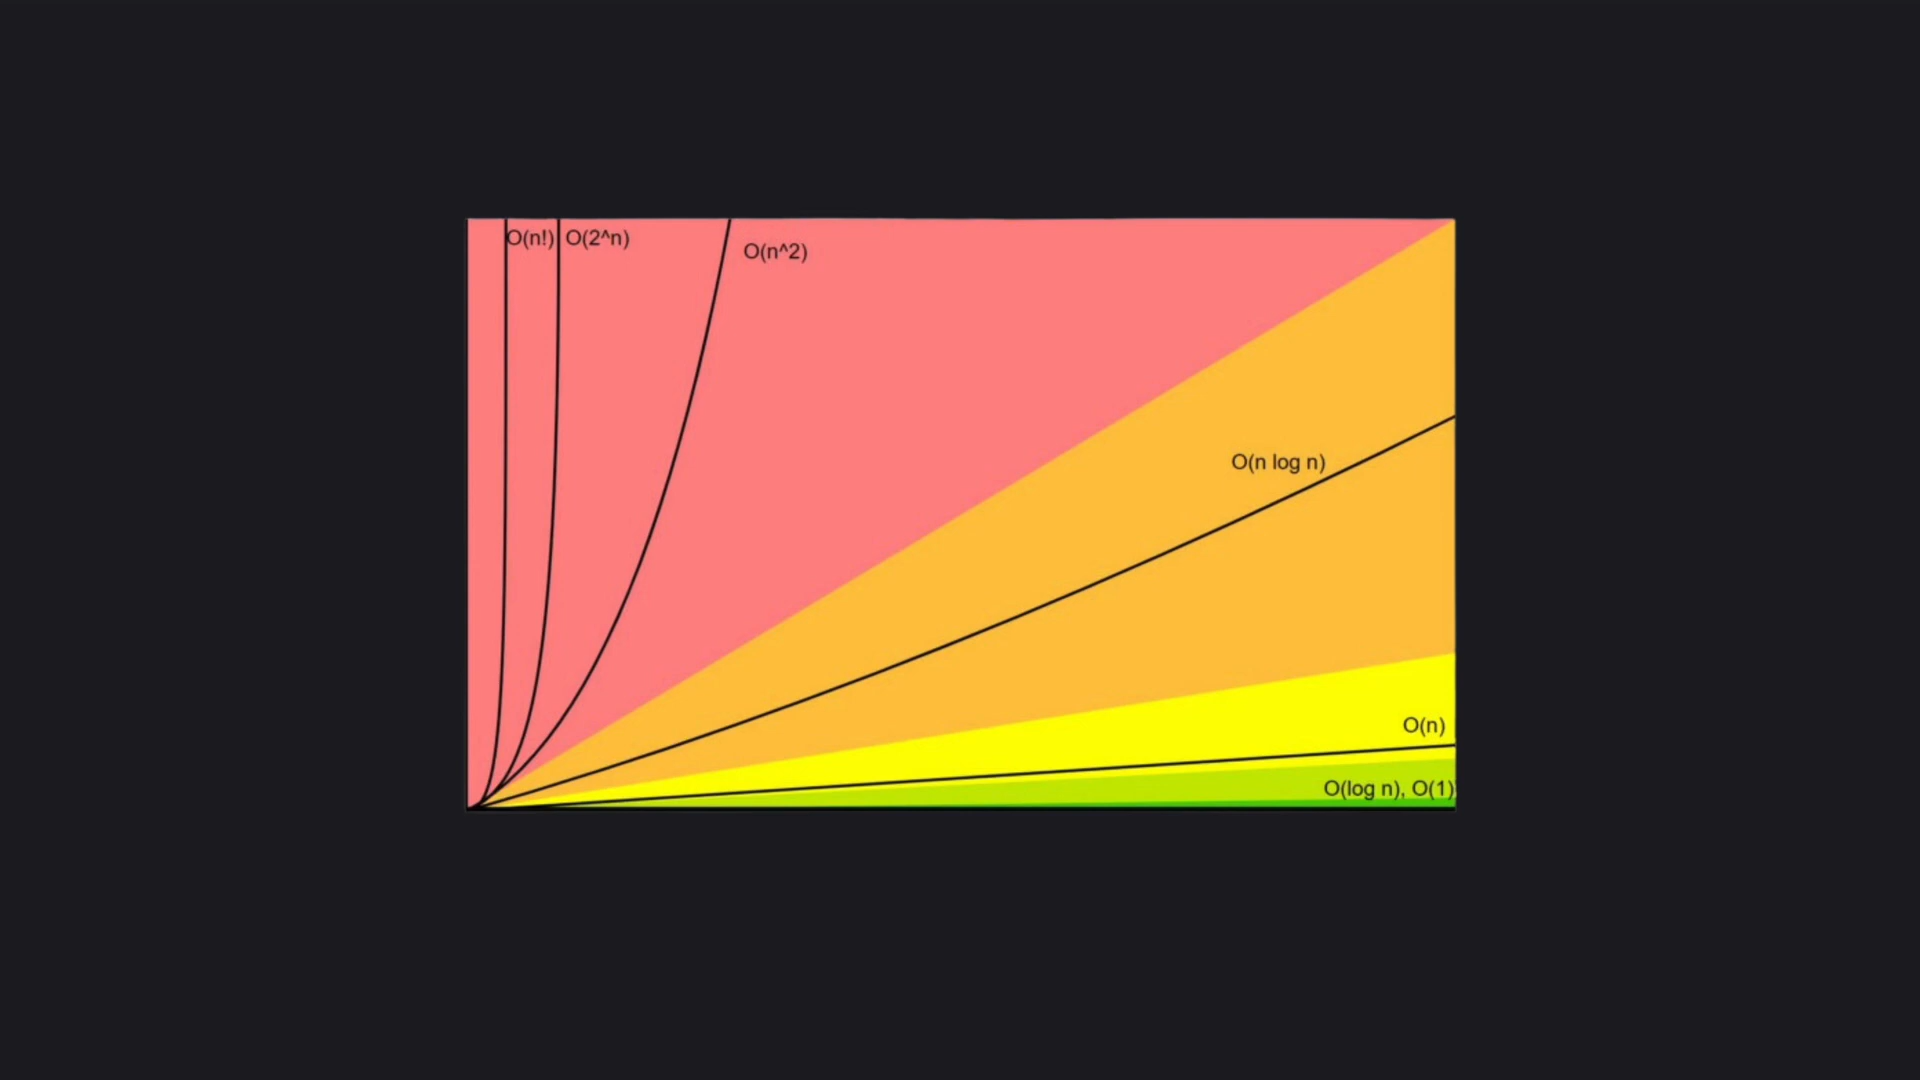 O(n!)
O(2^n)
O(n^2)
O(n log n)
O(n)
O(log n), O(1)